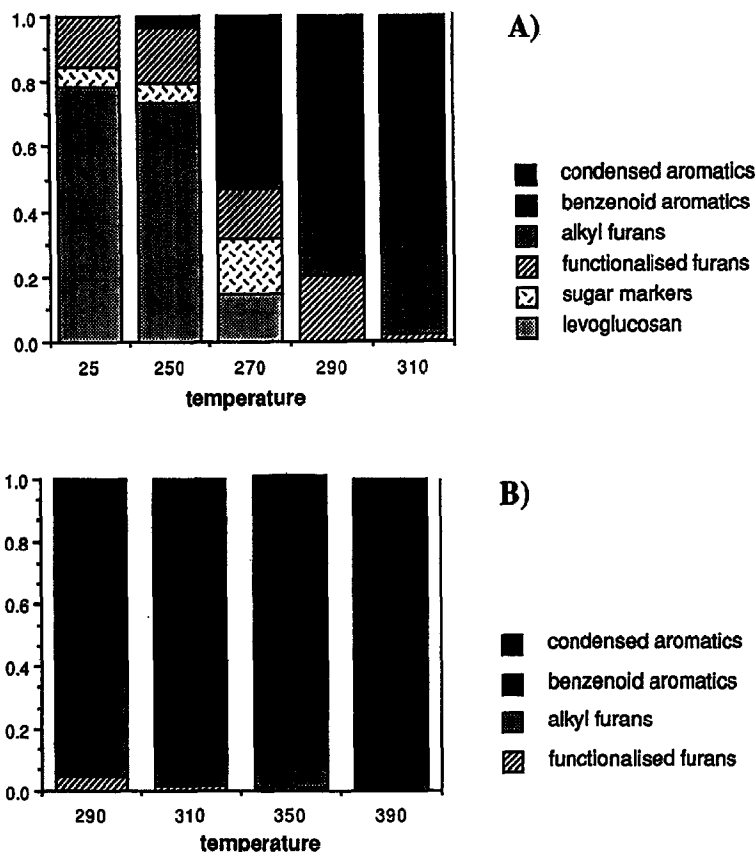 A)
1.0
0.8
0.6
0.4
0.2
0.0
25 250 270 290 310
temperature
condensed aromatics
benzenoid aromatics
alkyl furans
functionalised furans
sugar markers
levoglucosan
B)
1.0
0.8
0.6
0.4
0.2
0.0
290 310 350 390
temperature
condensed aromatics
benzenoid aromatics
alkyl furans
functionalised furans